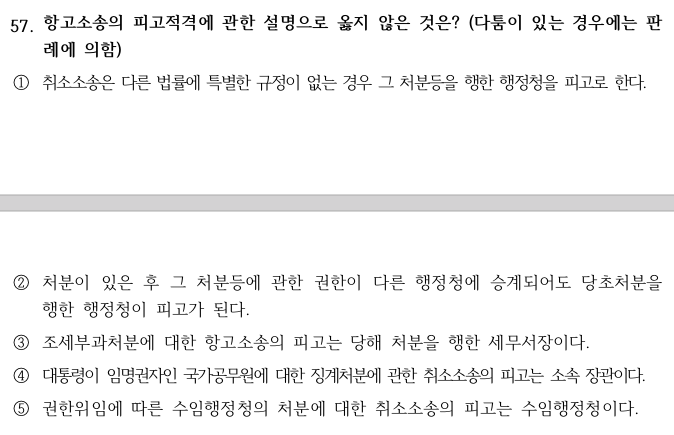 57. 항고소송의 피고적격에 관한 설명으로 옳지 않은 것은? (다툼이 있는 경우에는 판
례에 의함)
① 취소소송은 다른 법률에 특별한 규정이 없는 경우 그 처분등을 행한 행정청을 피고로 한다.
② 처분이 있은 후 그 처분등에 관한 권한이 다른 행정청에 승계되어도 당초처분을
행한 행정청이 피고가 된다.
③ 조세부과처분에 대한 항고소송의 피고는 당해 처분을 행한 세무서장이다.
④ 대통령이 임명권자인 국가공무원에 대한 징계처분에 관한 취소소송의 피고는 소속 장관이다.
⑤ 권한위임에 따른 수임행정청의 처분에 대한 취소소송의 피고는 수임행정청이다.